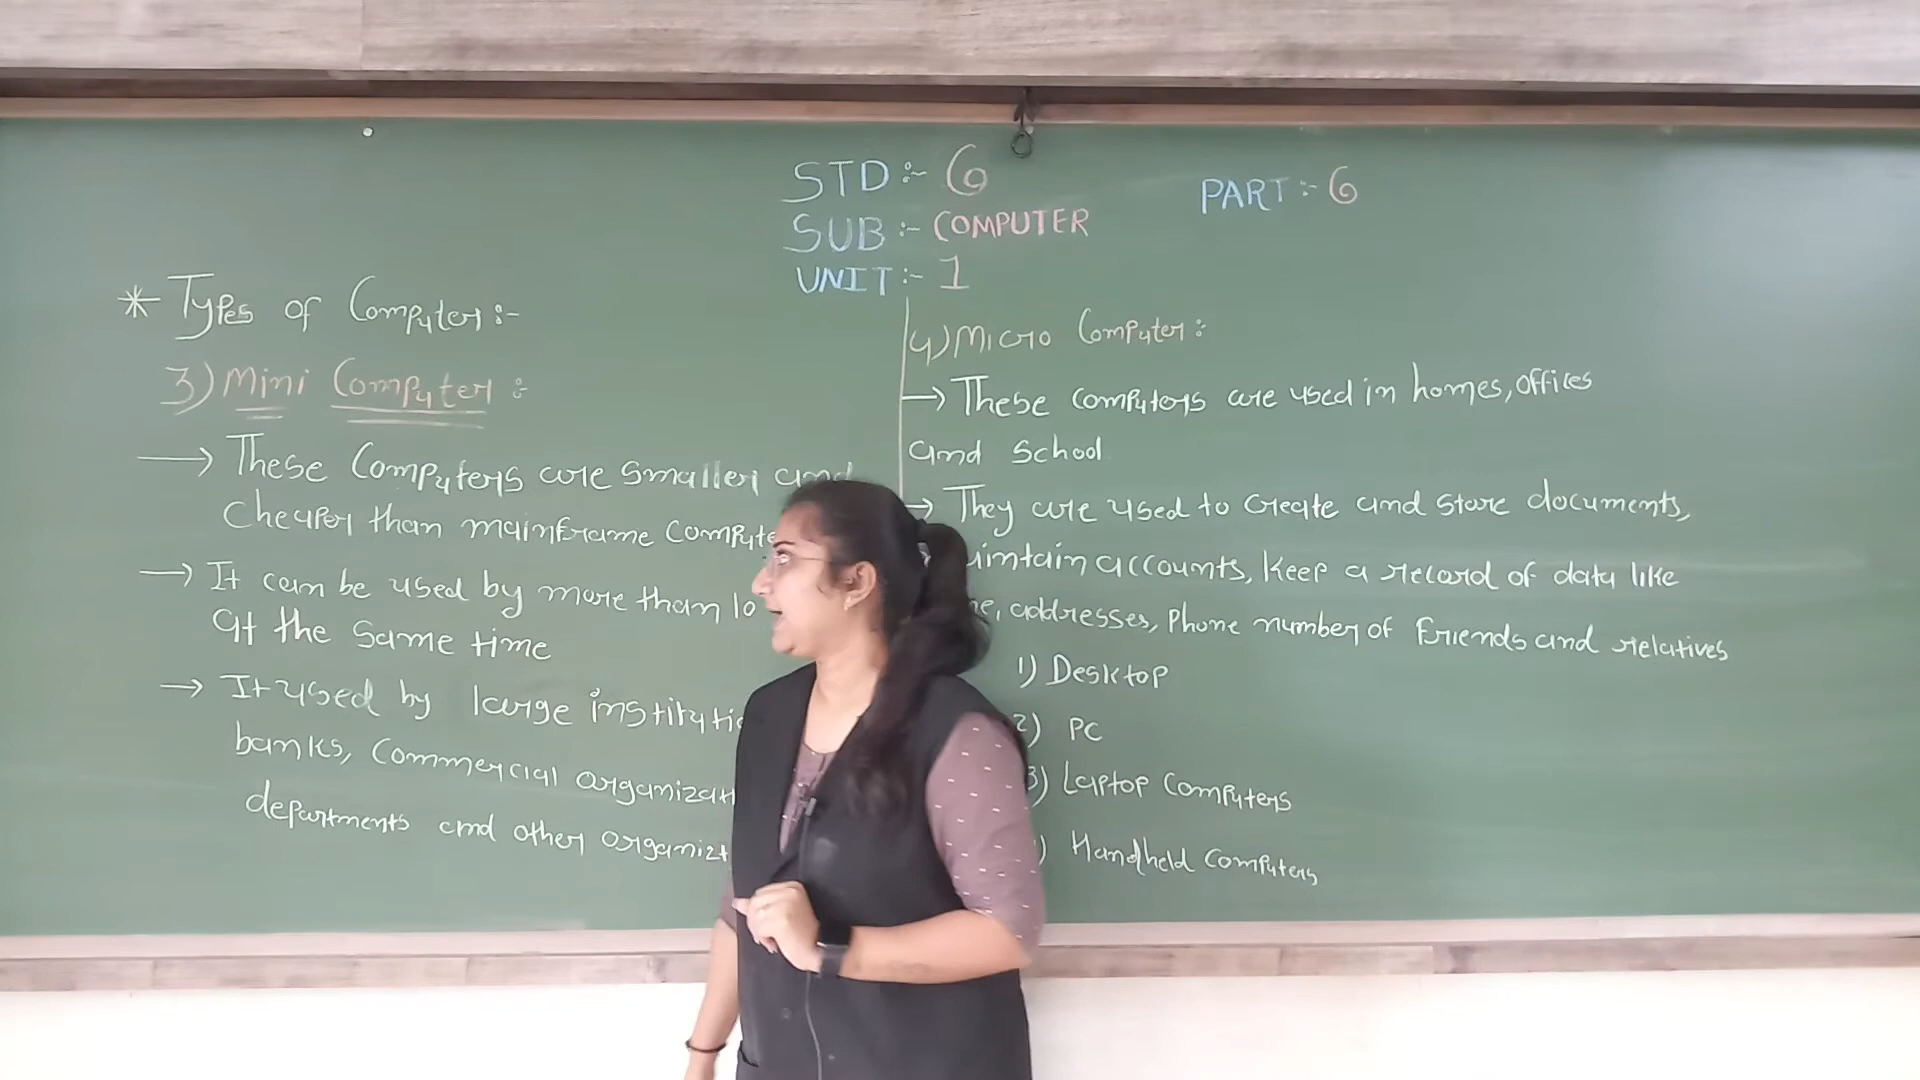 STD :- 6
SUB :- COMPUTER
UNIT :- 1
PART :- 6
* Types of Computer :-
3) Mini Computer :-
→ These Computers are smaller and
Cheaper than mainframe
→ It can be used by more than
at the same time
→ It used by large
banks, commercial
departments and other
4) Micro Computer :
→ These computers are used in homes, offices
and School
→ They are used to create and store documents,
accounts, keep a record of data like
addresses, Phone number of friends and relatives
1) Desktop
2) PC
3) Laptop Computers
Handheld Computers